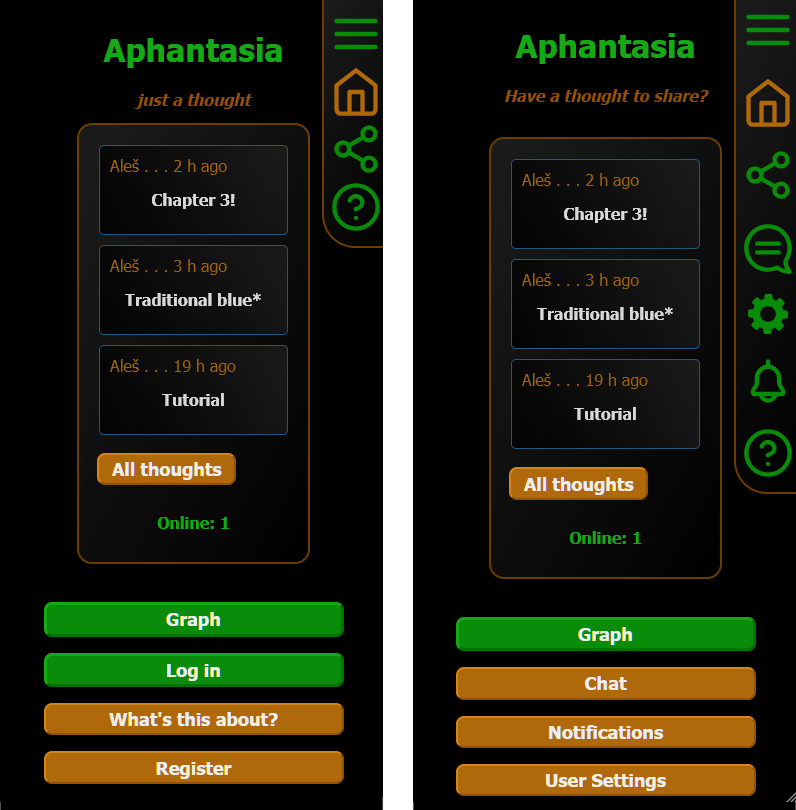 Aphantasia
just a thought
Aleš . . . 2 h ago
Chapter 3!
Aleš . . . 3 h ago
Traditional blue*
Aleš . . . 19 h ago
Tutorial
All thoughts
Online: 1
Graph
Log in
What's this about?
Register
Aphantasia
Have a thought to share?
Aleš . . . 2 h ago
Chapter 3!
Aleš . . . 3 h ago
Traditional blue*
Aleš . . . 19 h ago
Tutorial
All thoughts
Online: 1
Graph
Chat
Notifications
User Settings